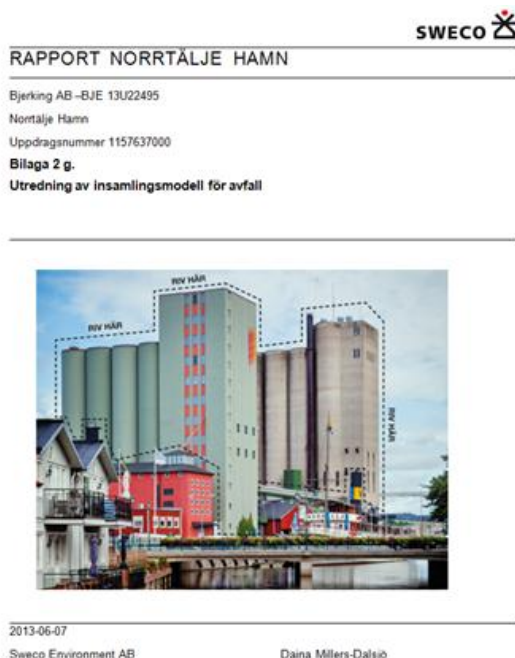 SWECO
RAPPORT NORRTÄLJE HAMN
Bjerking AB –BJE 13U22495
Norrtälje Hamn
Uppdragsnummer 1157637000
Bilaga 2 g.
Utredning av insamlingsmodell för avfall
RIV HÄR
RIV HÄR
RIV HÄR
2013-06-07
Sweco Environment AB Daina Millers-Dalsjö